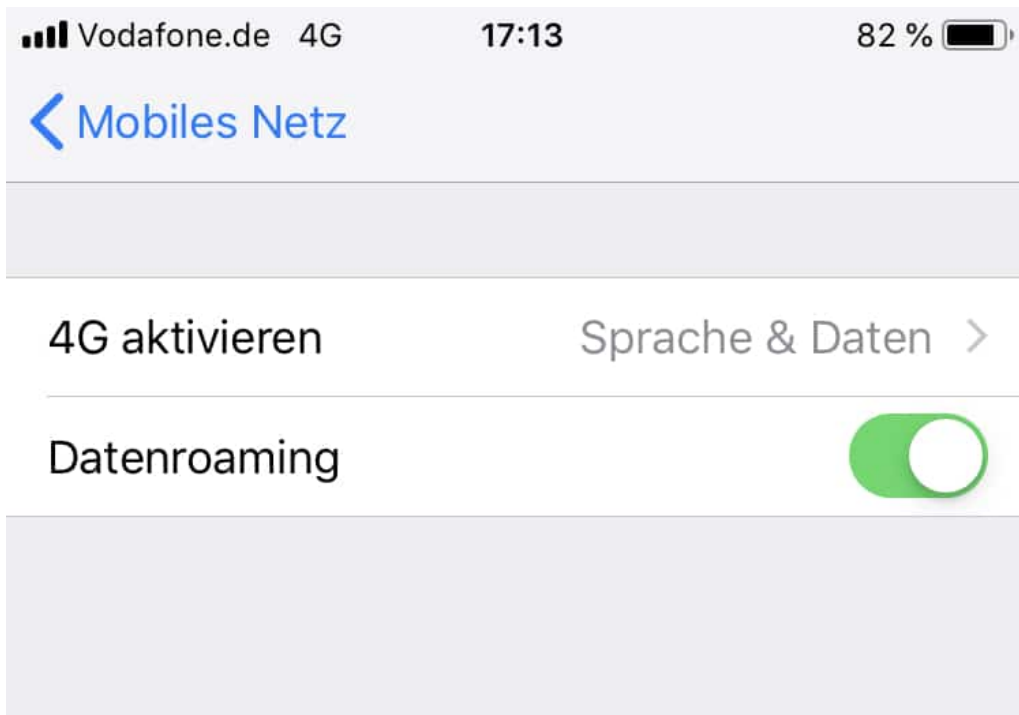 Vodafone.de 4G 17:13 82 %
Mobiles Netz
4G aktivieren Sprache & Daten
Datenroaming